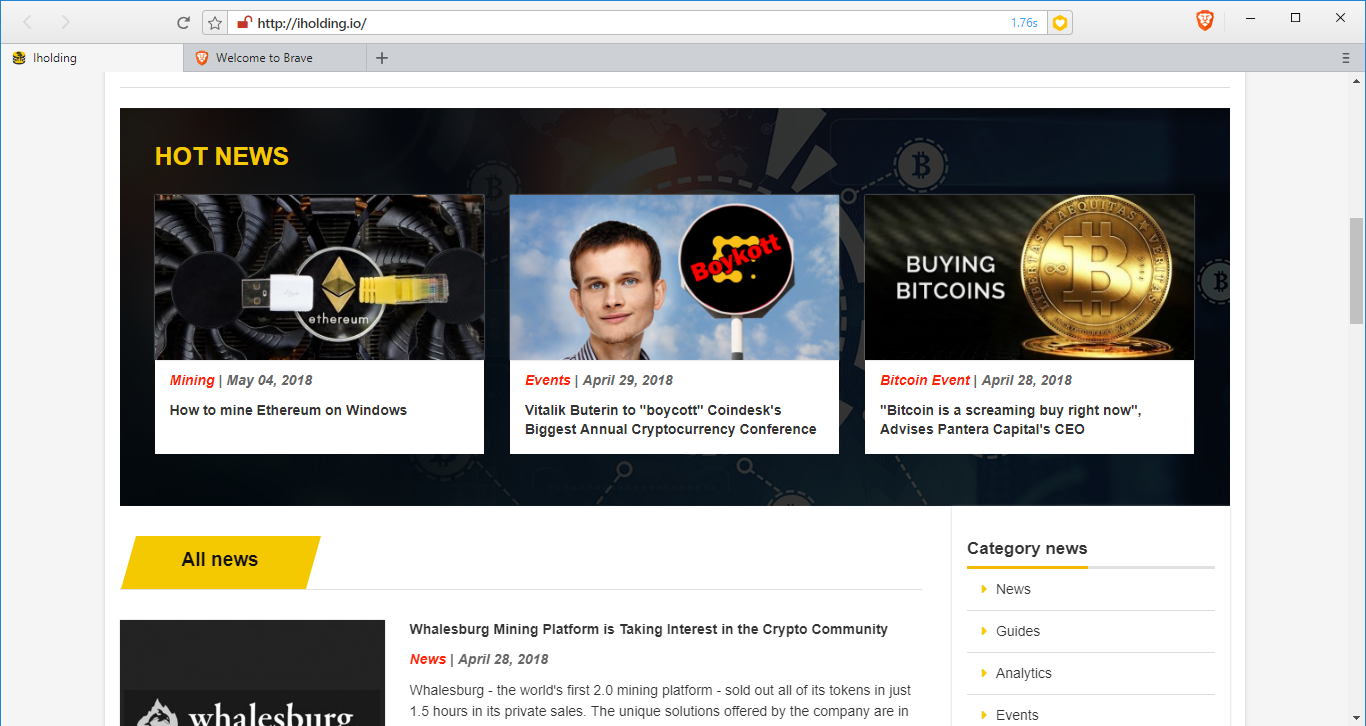 http://iholding.io/
1.76s
Iholding
Welcome to Brave
HOT NEWS
ethereum
Boykott
BUYING
BITCOINS
Mining | May 04, 2018
How to mine Ethereum on Windows
Events | April 29, 2018
Vitalik Buterin to "boycott" Coindesk's
Biggest Annual Cryptocurrency Conference
Bitcoin Event | April 28, 2018
"Bitcoin is a screaming buy right now",
Advises Pantera Capital's CEO
All news
Whalesburg Mining Platform is Taking Interest in the Crypto Community
News | April 28, 2018
Whalesburg - the world's first 2.0 mining platform - sold out all of its tokens in just
1.5 hours in its private sales. The unique solutions offered by the company are in
whalesburg
Category news
News
Guides
Analytics
Events